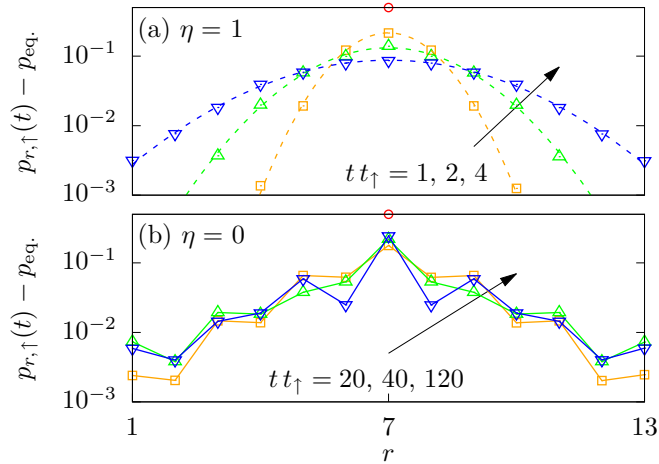 (a) η = 1
10⁻¹
10⁻²
10⁻³
p_{r,↑}(t) − p_{eq.}
t t_↑ = 1, 2, 4
(b) η = 0
10⁻¹
10⁻²
10⁻³
p_{r,↑}(t) − p_{eq.}
t t_↑ = 20, 40, 120
1 7 13
r